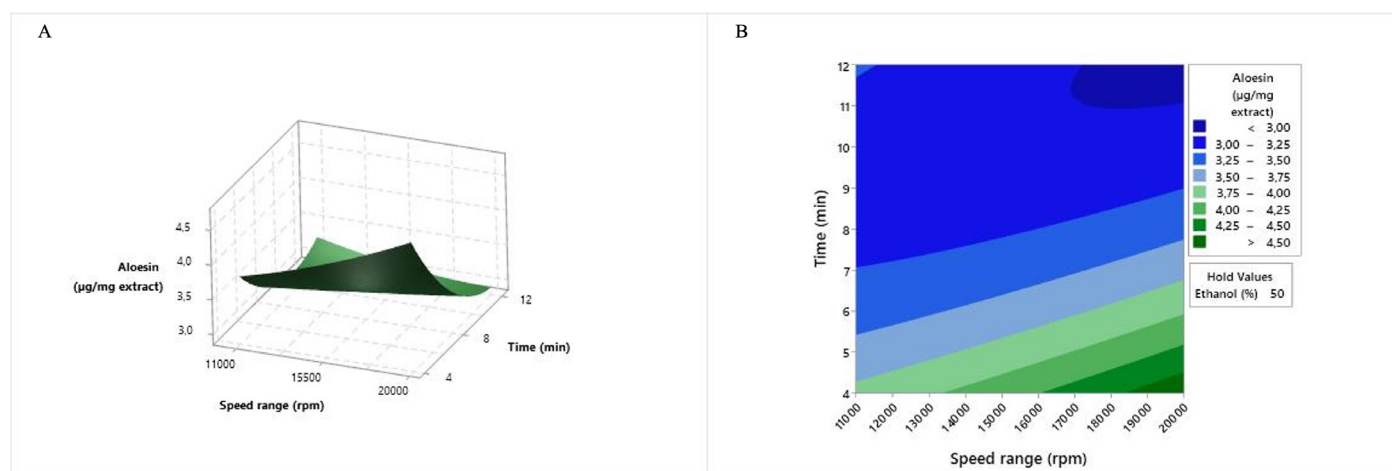 A
4,5
4,0
3,5
3,0
Aloesin
(µg/mg extract)
11000
15500
20000
Speed range (rpm)
4
8
12
Time (min)
B
12
11
10
9
8
7
6
5
4
Time (min)
11000
12000
13000
14000
15000
16000
17000
18000
19000
20000
Speed range (rpm)
Aloesin
(µg/mg
extract)
< 3,00
3,00 – 3,25
3,25 – 3,50
3,50 – 3,75
3,75 – 4,00
4,00 – 4,25
4,25 – 4,50
> 4,50
Hold Values
Ethanol (%) 50